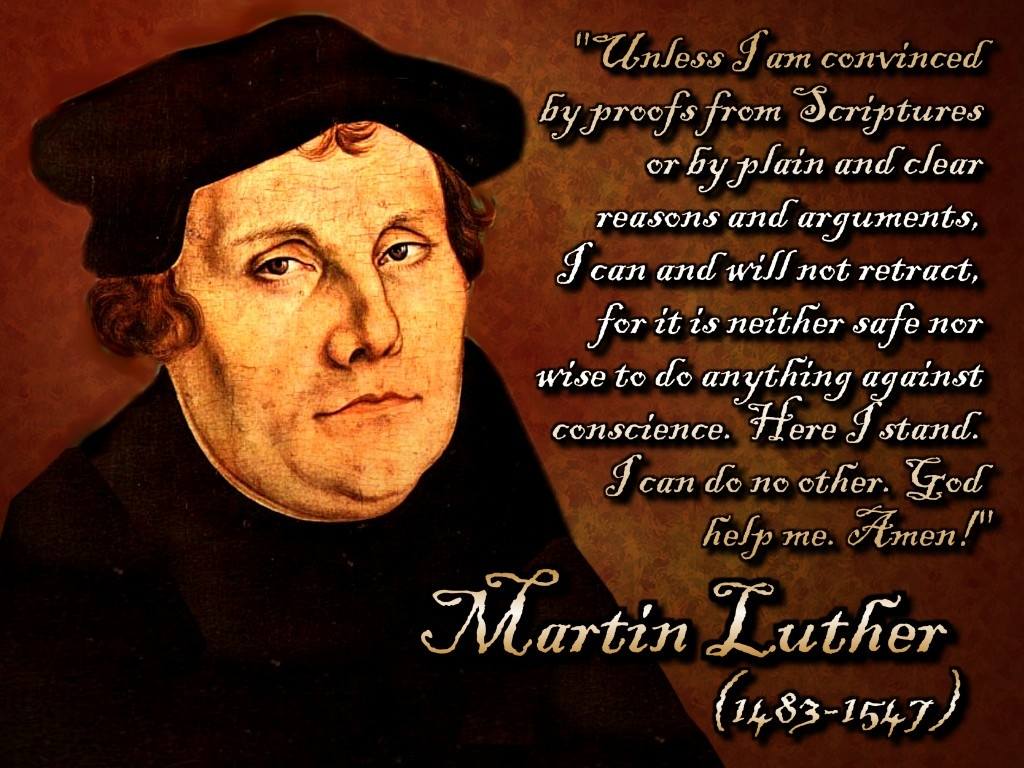 "Unless I am convinced
by proofs from Scriptures
or by plain and clear
reasons and arguments,
I can and will not retract,
for it is neither safe nor
wise to do anything against
conscience. Here I stand.
I can do no other. God
help me. Amen!"
Martin Luther
(1483-1547)